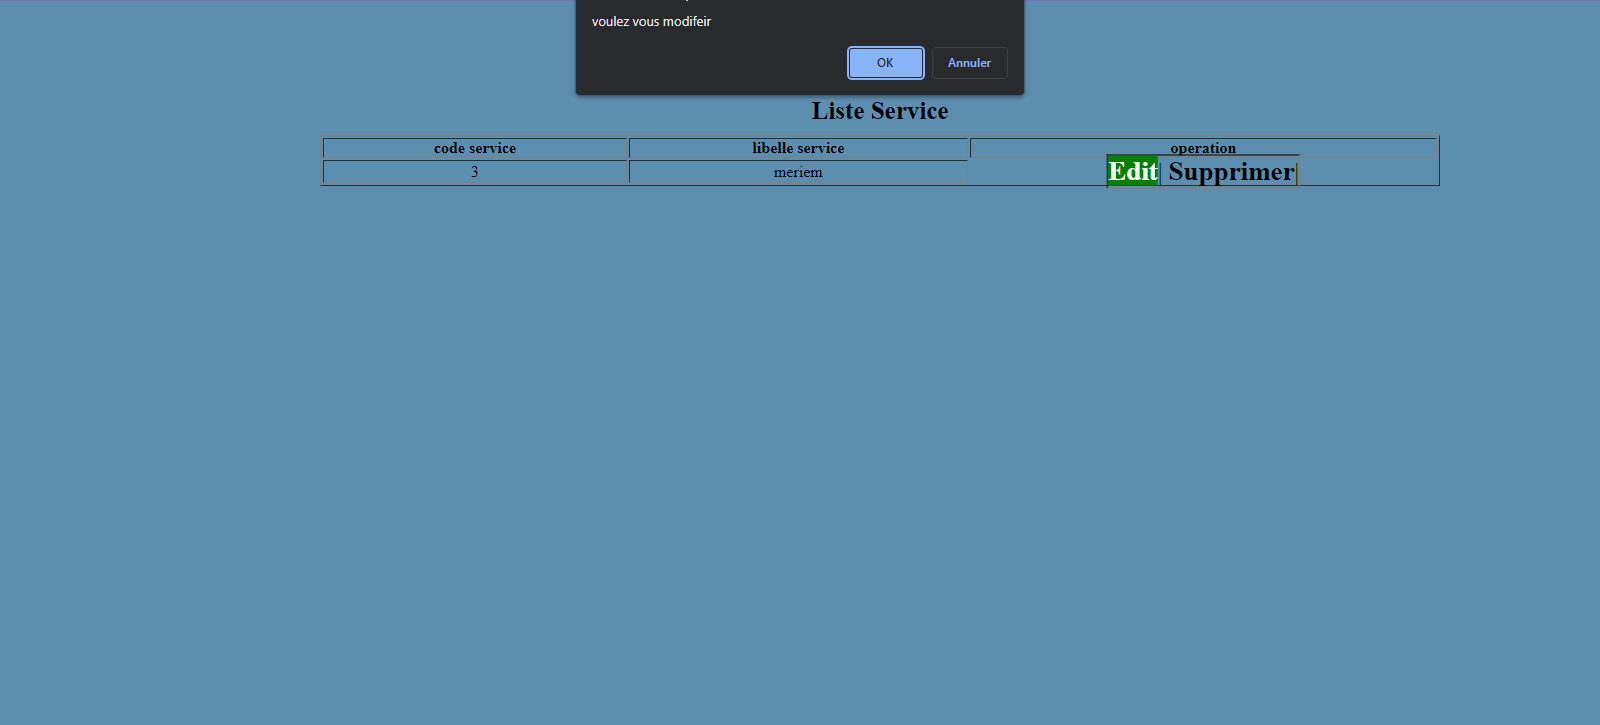 voulez vous modifeir
OK Annuler
Liste Service
code service libelle service operation
3 meriem Edit Supprimer